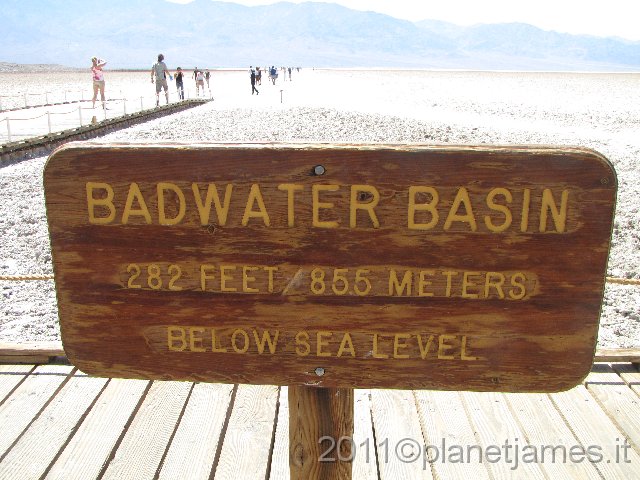 BADWATER BASIN
282 FEET / 855 METERS
BELOW SEA LEVEL
2011©planetjames.it